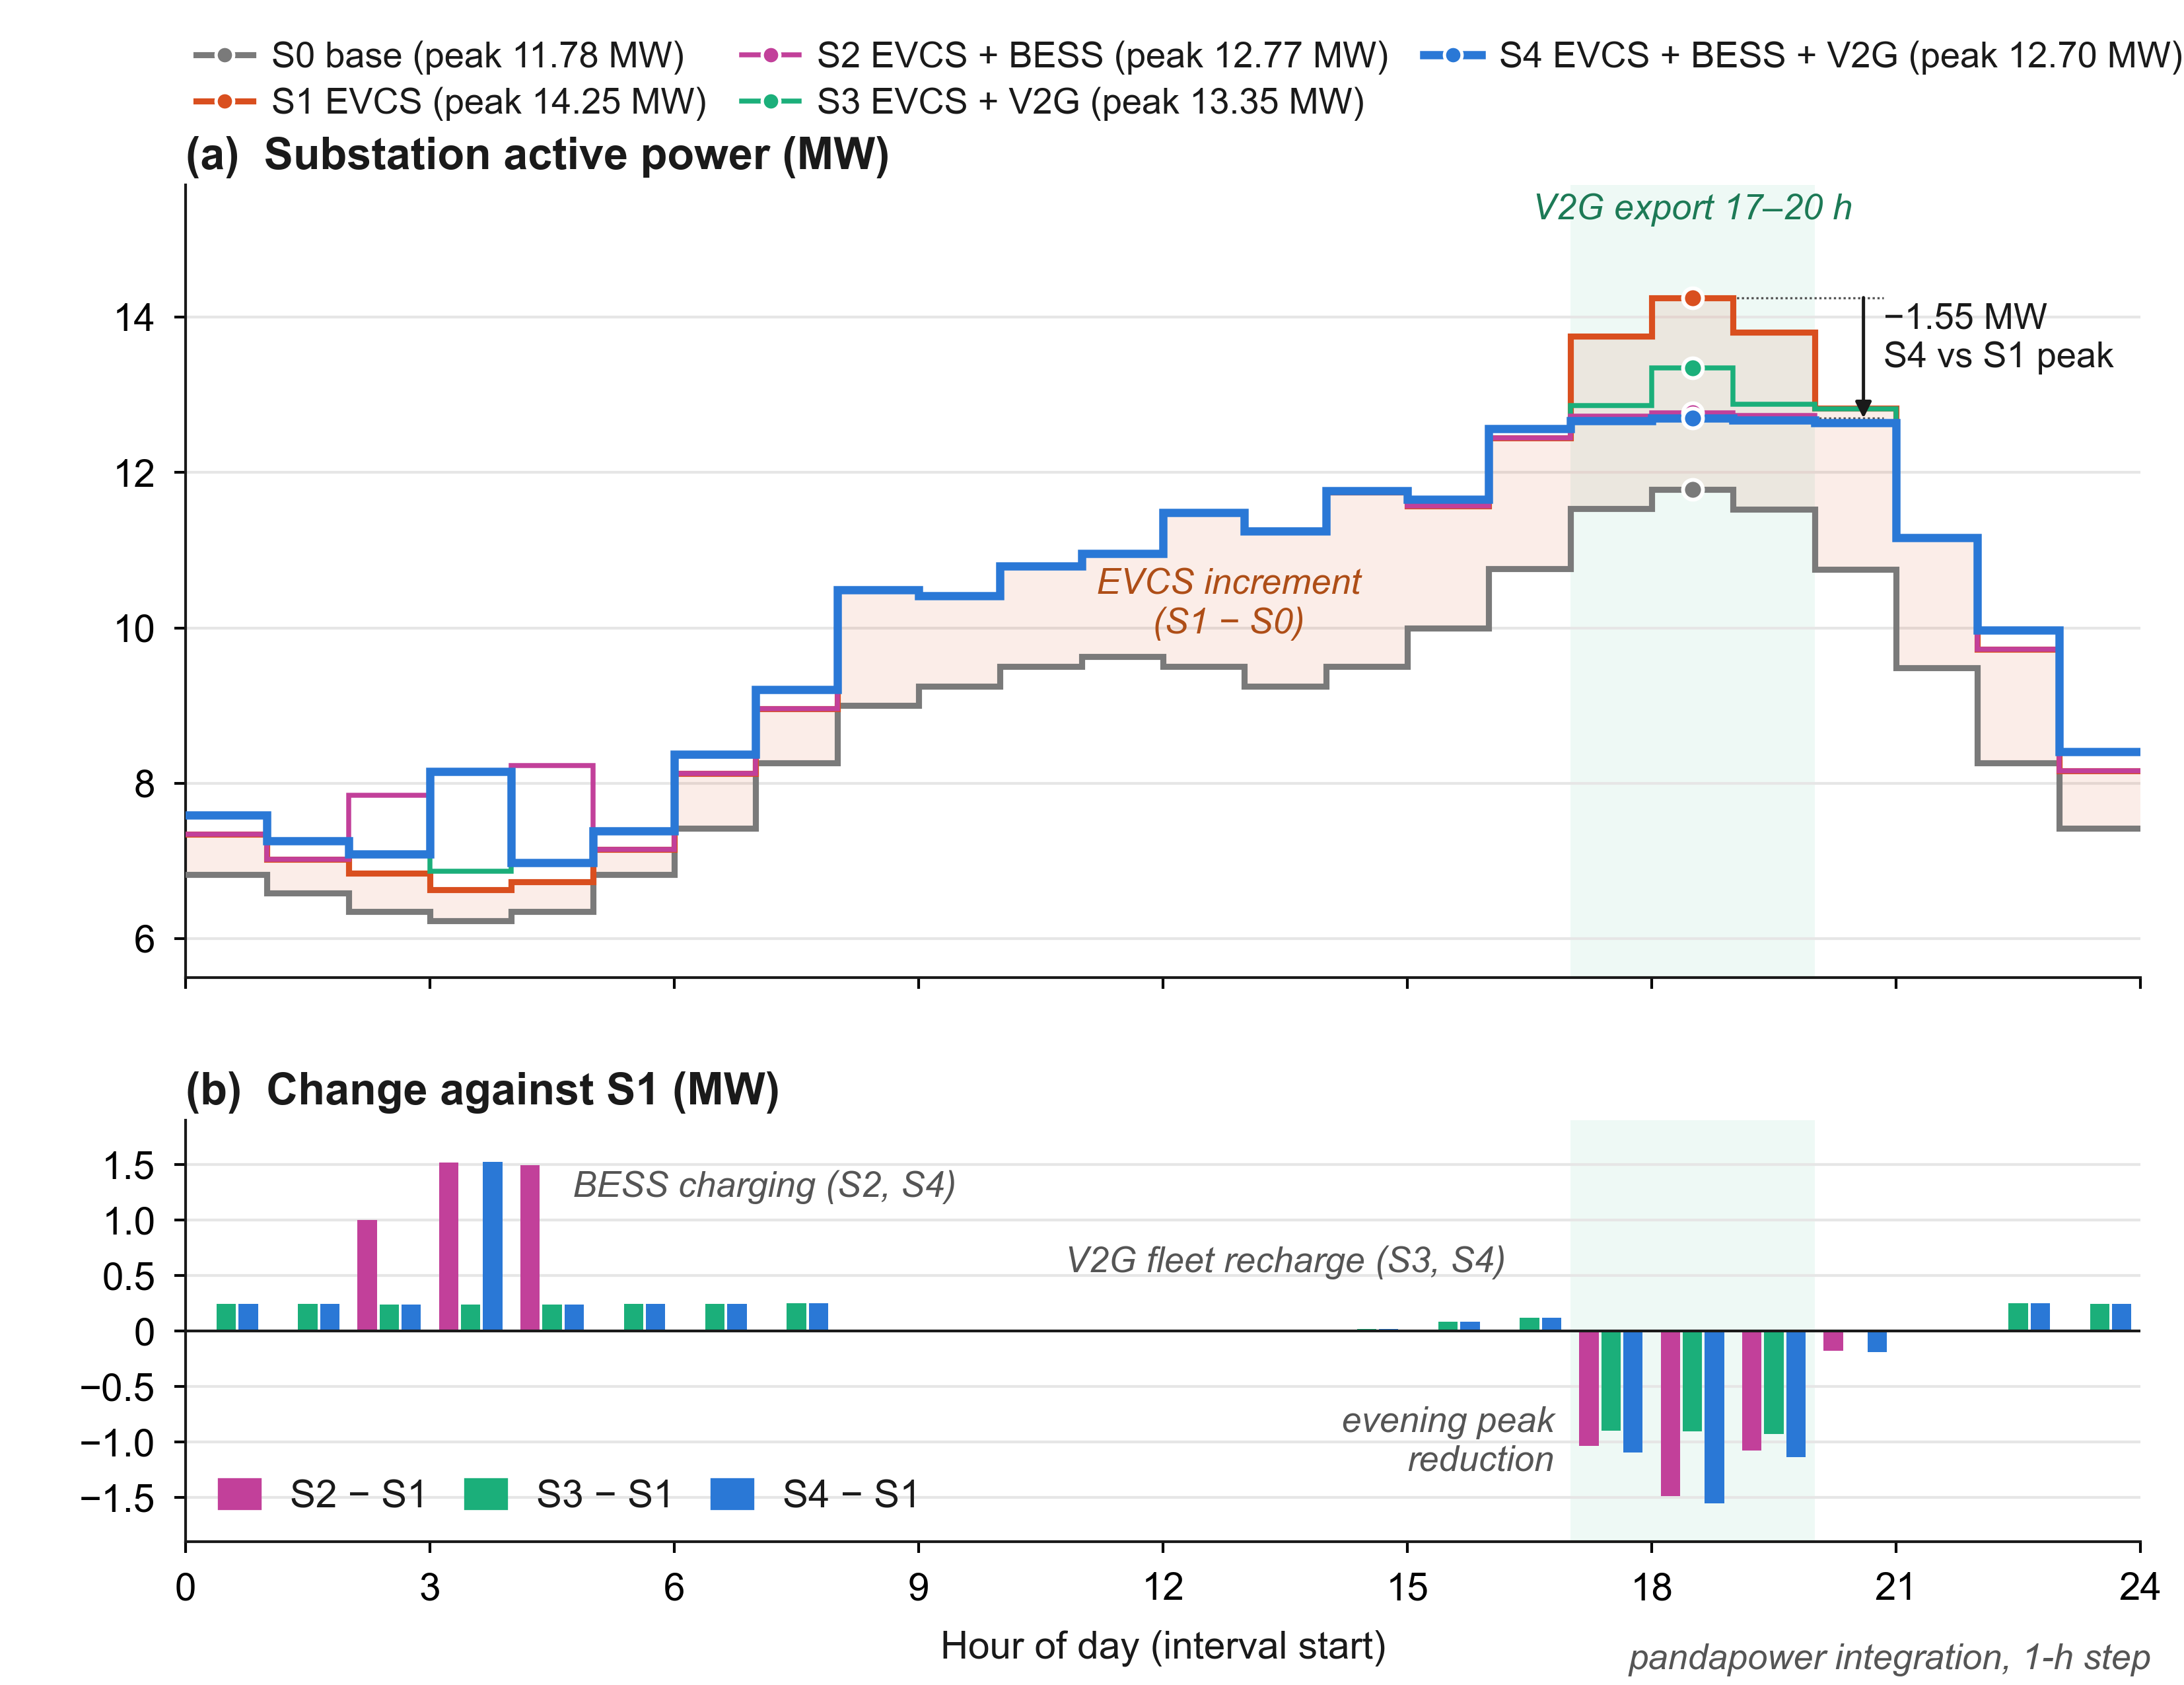 S0 base (peak 11.78 MW)
S2 EVCS + BESS (peak 12.77 MW)
S4 EVCS + BESS + V2G (peak 12.70 MW)
S1 EVCS (peak 14.25 MW)
S3 EVCS + V2G (peak 13.35 MW)
(a) Substation active power (MW)
V2G export 17–20 h
14
−1.55 MW
S4 vs S1 peak
12
EVCS increment
(S1 − S0)
10
8
6
(b) Change against S1 (MW)
1.5
BESS charging (S2, S4)
1.0
V2G fleet recharge (S3, S4)
0.5
0
−0.5
evening peak
reduction
−1.0
−1.5
S2 − S1
S3 − S1
S4 − S1
0 3 6 9 12 15 18 21 24
Hour of day (interval start)
pandapower integration, 1-h step